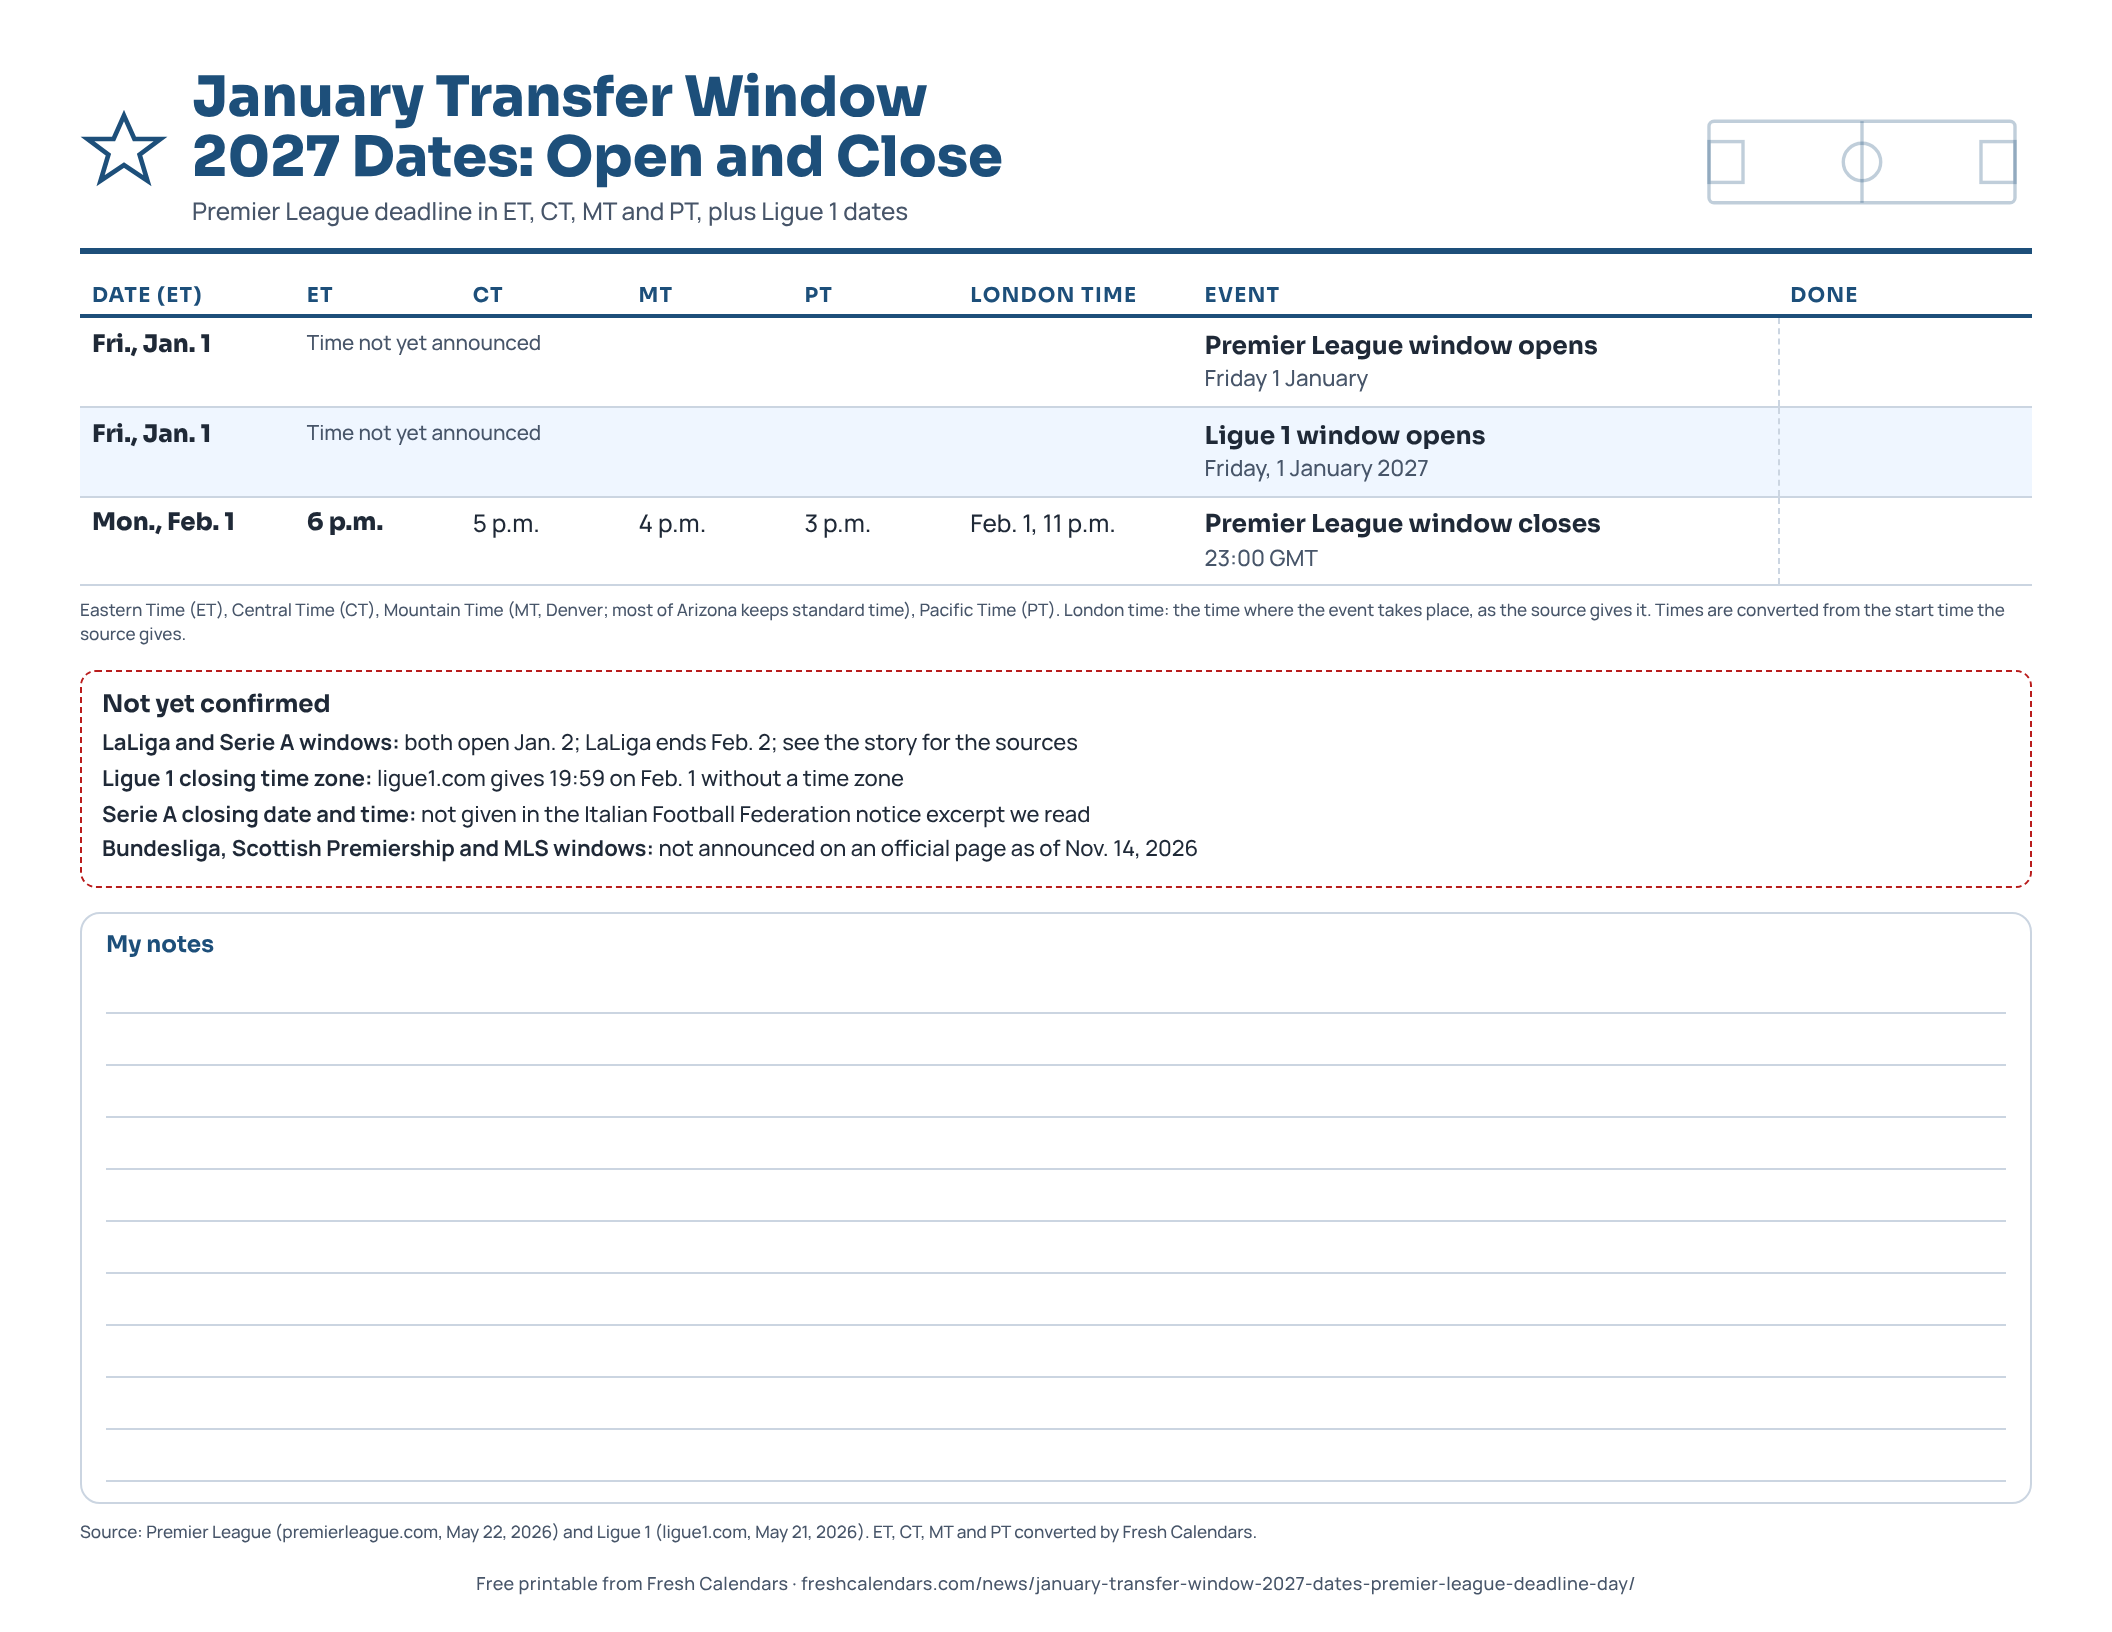 January Transfer Window
2027 Dates: Open and Close
Premier League deadline in ET, CT, MT and PT, plus Ligue 1 dates
DATE (ET) ET CT MT PT LONDON TIME EVENT DONE
Fri., Jan. 1 Time not yet announced Premier League window opens
Friday 1 January
Fri., Jan. 1 Time not yet announced Ligue 1 window opens
Friday, 1 January 2027
Mon., Feb. 1 6 p.m. 5 p.m. 4 p.m. 3 p.m. Feb. 1, 11 p.m. Premier League window closes
23:00 GMT
Eastern Time (ET), Central Time (CT), Mountain Time (MT, Denver; most of Arizona keeps standard time), Pacific Time (PT). London time: the time where the event takes place, as the source gives it. Times are converted from the start time the
source gives.
Not yet confirmed
LaLiga and Serie A windows: both open Jan. 2; LaLiga ends Feb. 2; see the story for the sources
Ligue 1 closing time zone: ligue1.com gives 19:59 on Feb. 1 without a time zone
Serie A closing date and time: not given in the Italian Football Federation notice excerpt we read
Bundesliga, Scottish Premiership and MLS windows: not announced on an official page as of Nov. 14, 2026
My notes
Source: Premier League (premierleague.com, May 22, 2026) and Ligue 1 (ligue1.com, May 21, 2026). ET, CT, MT and PT converted by Fresh Calendars.
Free printable from Fresh Calendars · freshcalendars.com/news/january-transfer-window-2027-dates-premier-league-deadline-day/